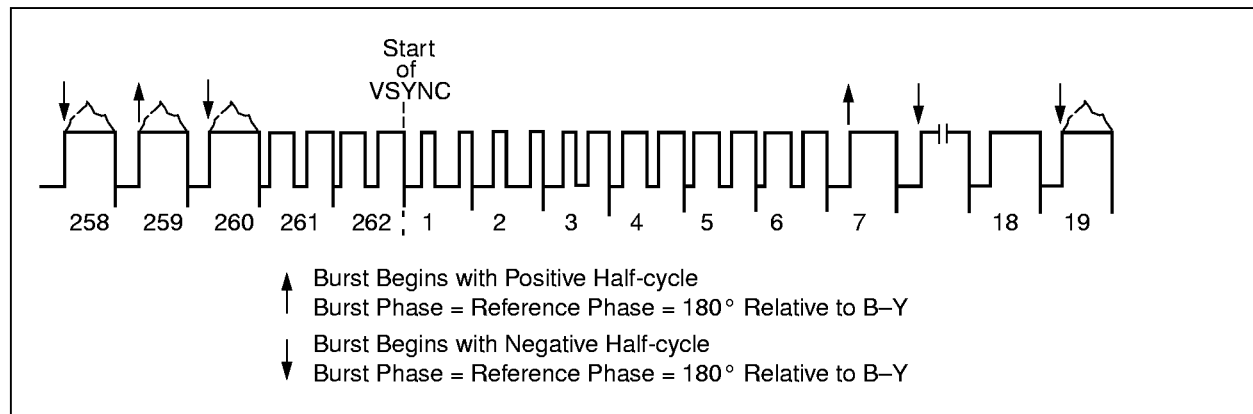 Start
of
VSYNC
258 259 260 261 262 1 2 3 4 5 6 7 18 19
Burst Begins with Positive Half-cycle
Burst Phase = Reference Phase = 180° Relative to B–Y
Burst Begins with Negative Half-cycle
Burst Phase = Reference Phase = 180° Relative to B–Y